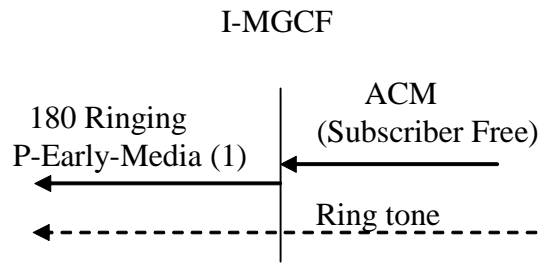 I-MGCF
ACM
180 Ringing
(Subscriber Free)
P-Early-Media (1)
Ring tone